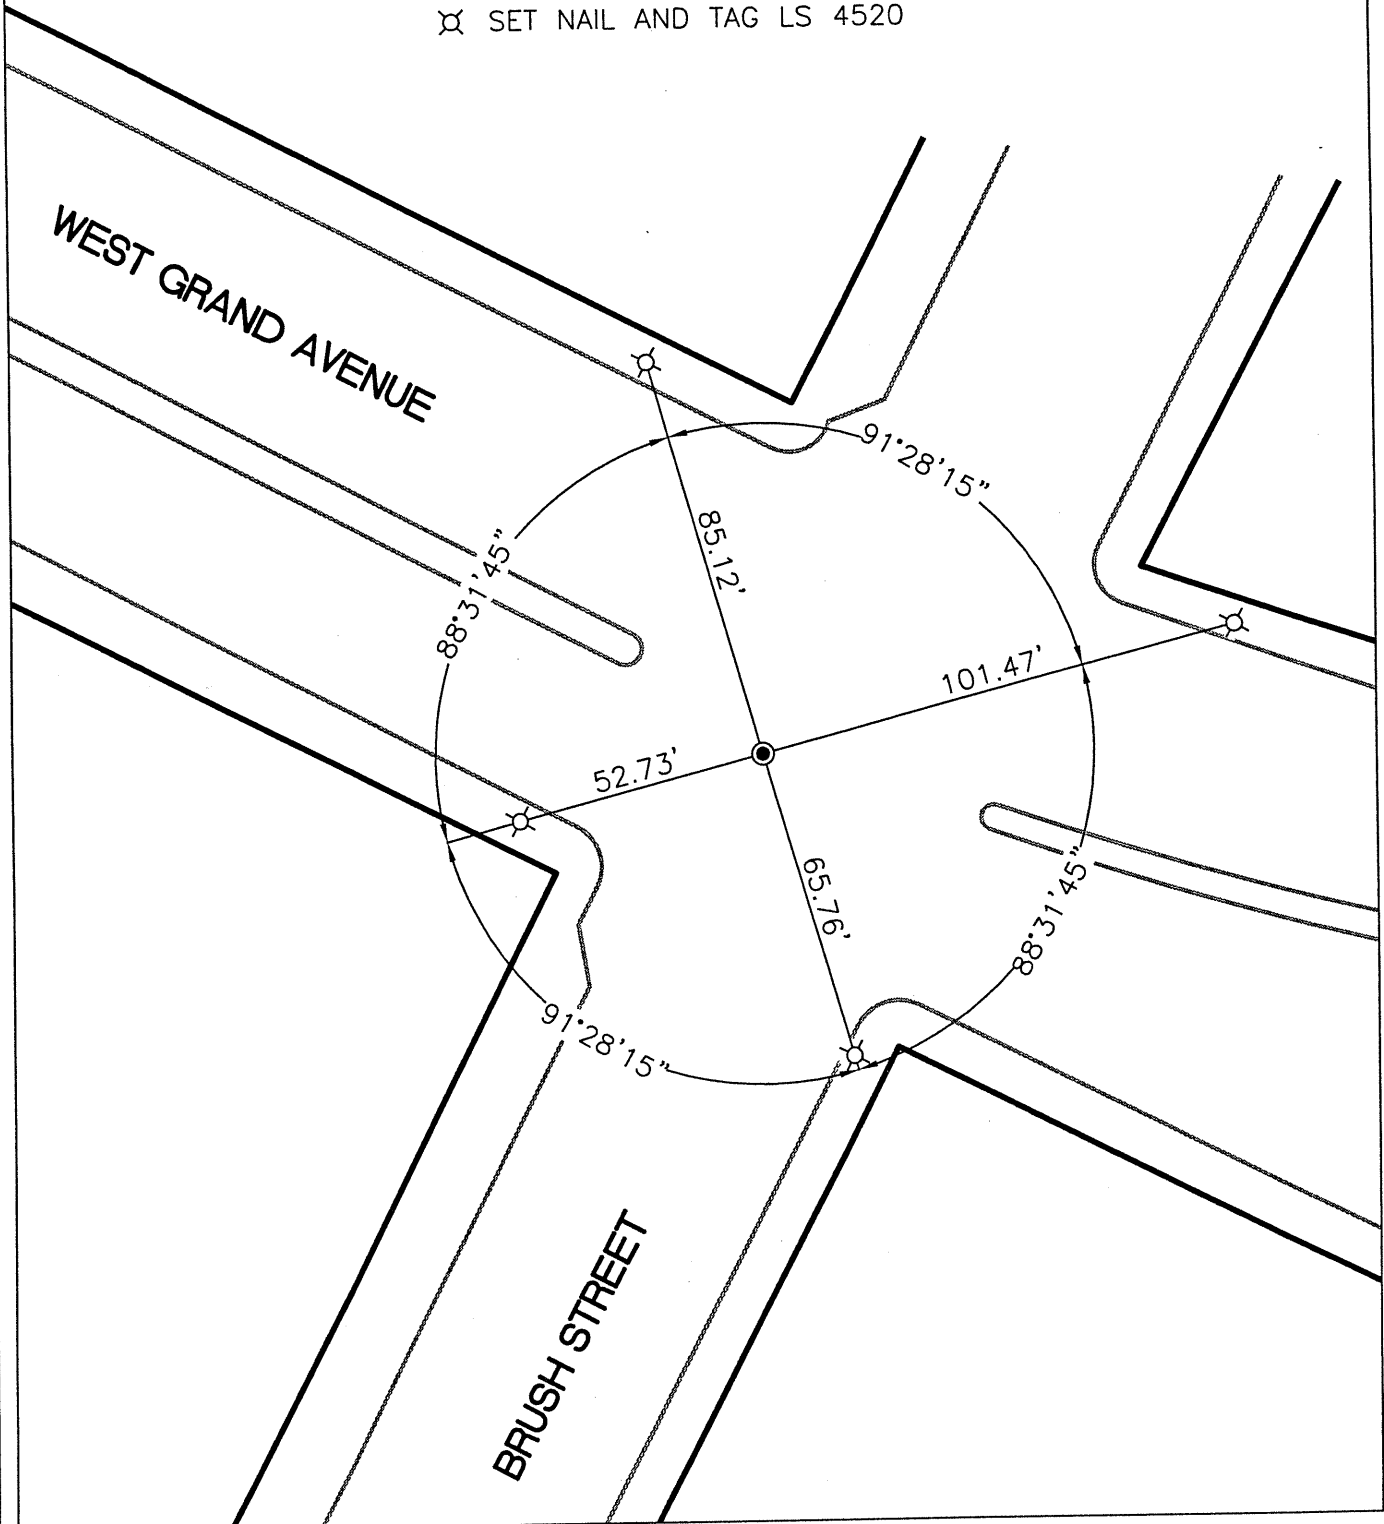 SET NAIL AND TAG LS 4520
WEST GRAND AVENUE
91°28'15"
85.12'
88°31'45"
101.47'
52.73'
65.76'
88°31'45"
91°28'15"
BRUSH STREET